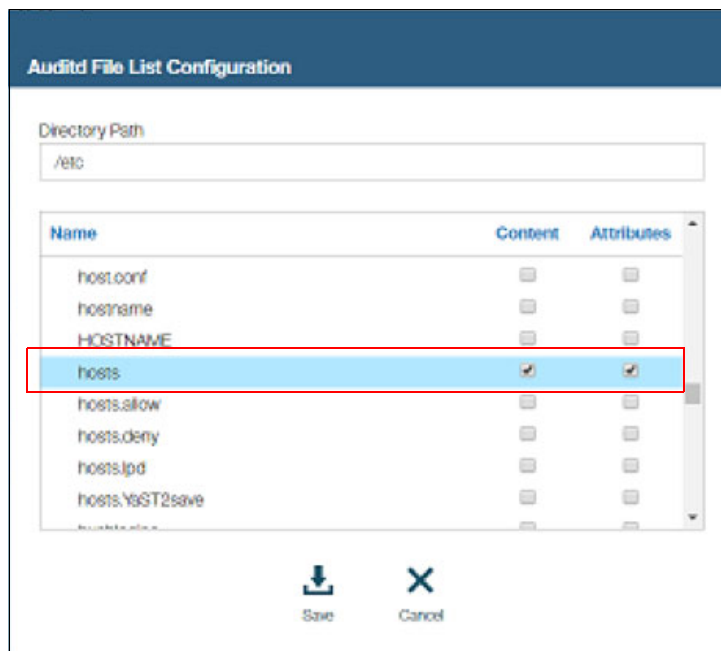 Auditd File List Configuration
Directory Path
/etc
Name Content Attributes
host.conf
hostname
HOSTNAME
hosts
hosts.allow
hosts.deny
hosts.lpd
hosts.YaST2save
Save Cancel